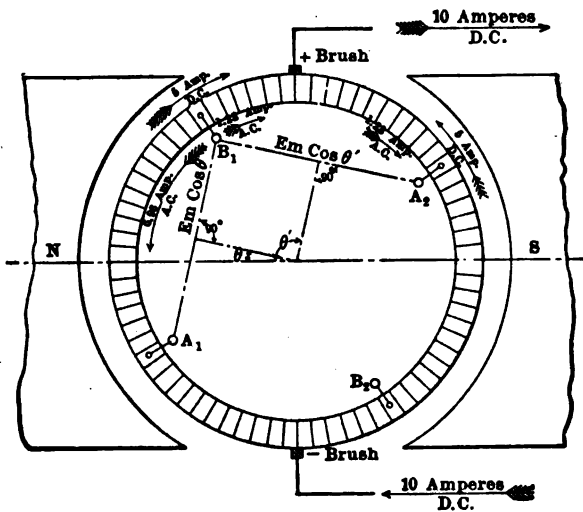 10 Amperes
D.C.
+ Brush
5 Amp.
D.C.
A.C.
B₁
Em Cos θ'
90°
A.C.
5 Amp.
D.C.
A₂
Amp.
A.C.
Em Cos θ
90°
θ'
θ
N
S
A₁
B₂
− Brush
10 Amperes
D.C.